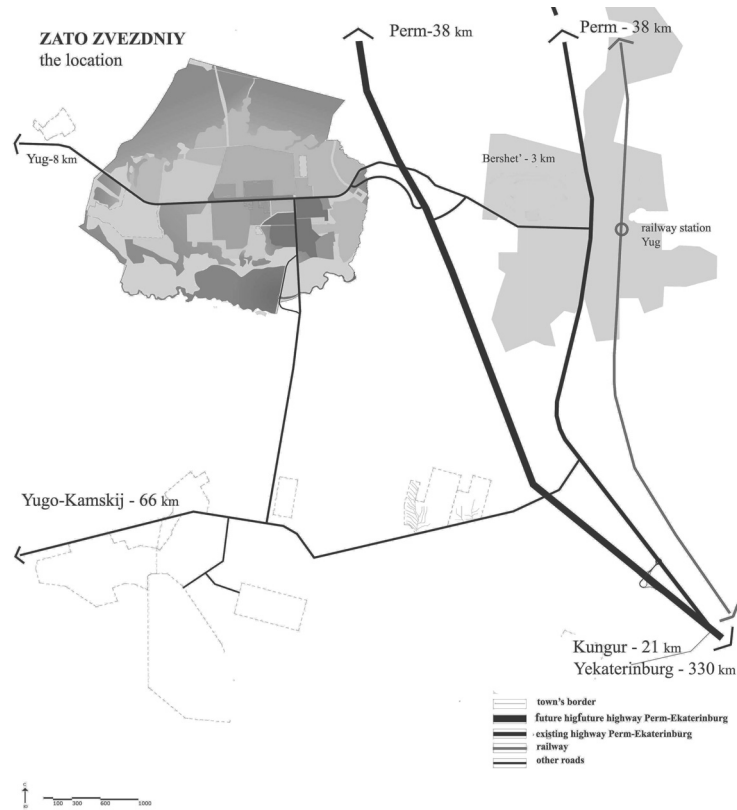 ZATO ZVEZDNIY
the location
Perm-38 km
Perm - 38 km
Yug-8 km
Bershet' - 3 km
railway station
Yug
Yugo-Kamskij - 66 km
Kungur - 21 km
Yekaterinburg - 330 km
town's border
future higfuture highway Perm-Ekaterinburg
existing highway Perm-Ekaterinburg
railway
other roads
100 300 600 1000